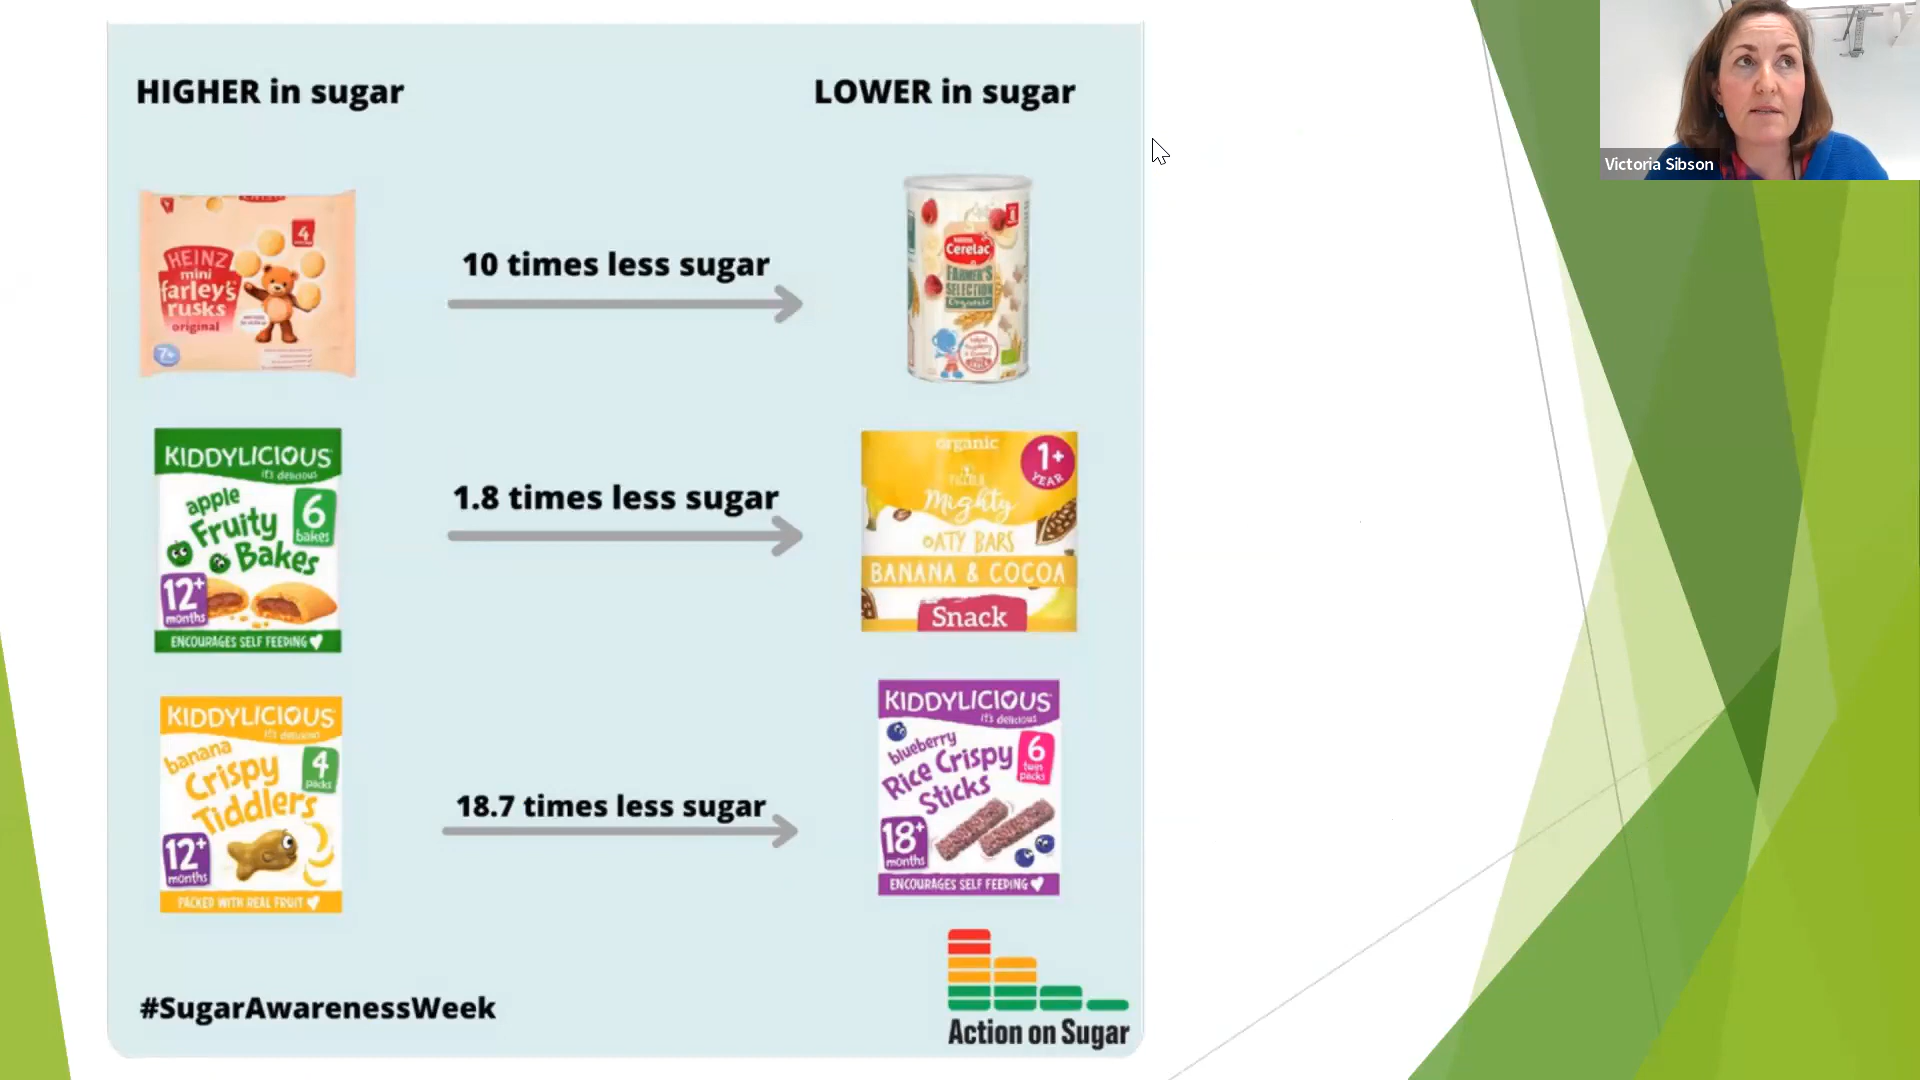 HIGHER in sugar
LOWER in sugar
Victoria Sibson
HEINZ
mini
farley's
rusks
original
4
7+
10 times less sugar
Cerelac
FARMER'S
SELECTION
Organic
KIDDYLICIOUS
it's delicious
apple
Fruity
Bakes
6
bakes
12+
months
ENCOURAGES SELF FEEDING
1.8 times less sugar
organic
1+
YEAR
PICCOLO
Mighty
OATY BARS
BANANA & COCOA
Snack
KIDDYLICIOUS
it's delicious
banana
Crispy
Tiddlers
4
packs
12+
months
PACKED WITH REAL FRUIT
18.7 times less sugar
KIDDYLICIOUS
it's delicious
blueberry
Rice Crispy
Sticks
6
twin
packs
18+
months
ENCOURAGES SELF FEEDING
#SugarAwarenessWeek
Action on Sugar